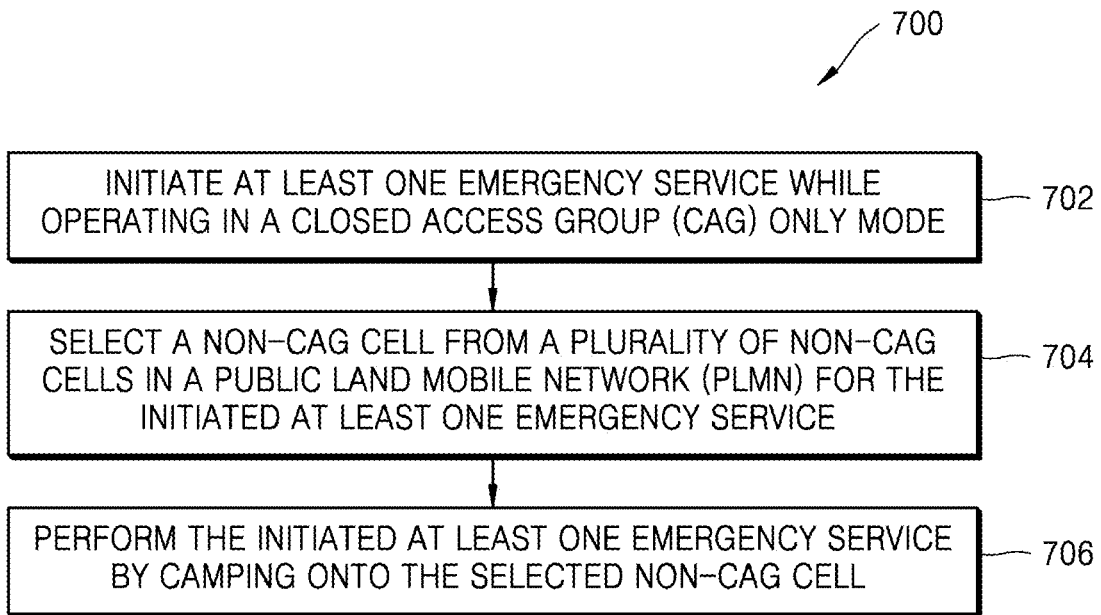 700
INITIATE AT LEAST ONE EMERGENCY SERVICE WHILE
OPERATING IN A CLOSED ACCESS GROUP (CAG) ONLY MODE
702
SELECT A NON-CAG CELL FROM A PLURALITY OF NON-CAG
CELLS IN A PUBLIC LAND MOBILE NETWORK (PLMN) FOR THE
INITIATED AT LEAST ONE EMERGENCY SERVICE
704
PERFORM THE INITIATED AT LEAST ONE EMERGENCY SERVICE
BY CAMPING ONTO THE SELECTED NON-CAG CELL
706